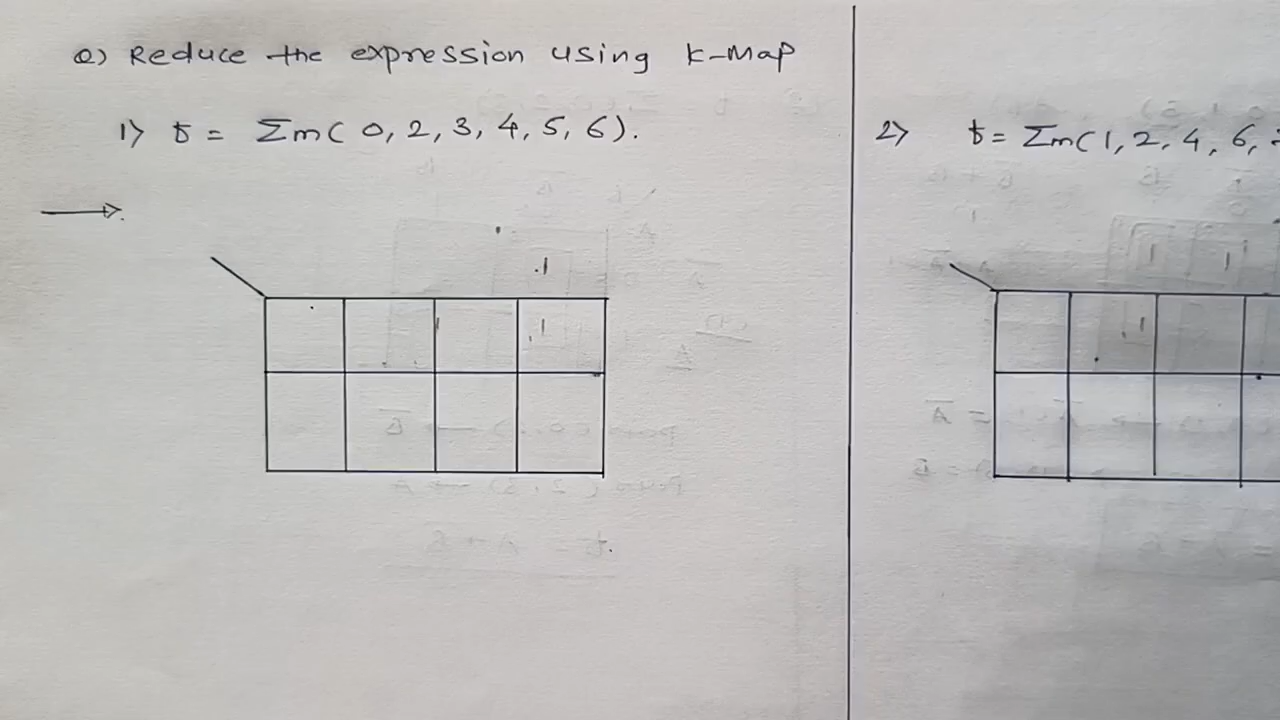 Q) Reduce the expression using K-Map
1) f = Σm( 0, 2, 3, 4, 5, 6).
2) f = Σm( 1, 2, 4, 6,